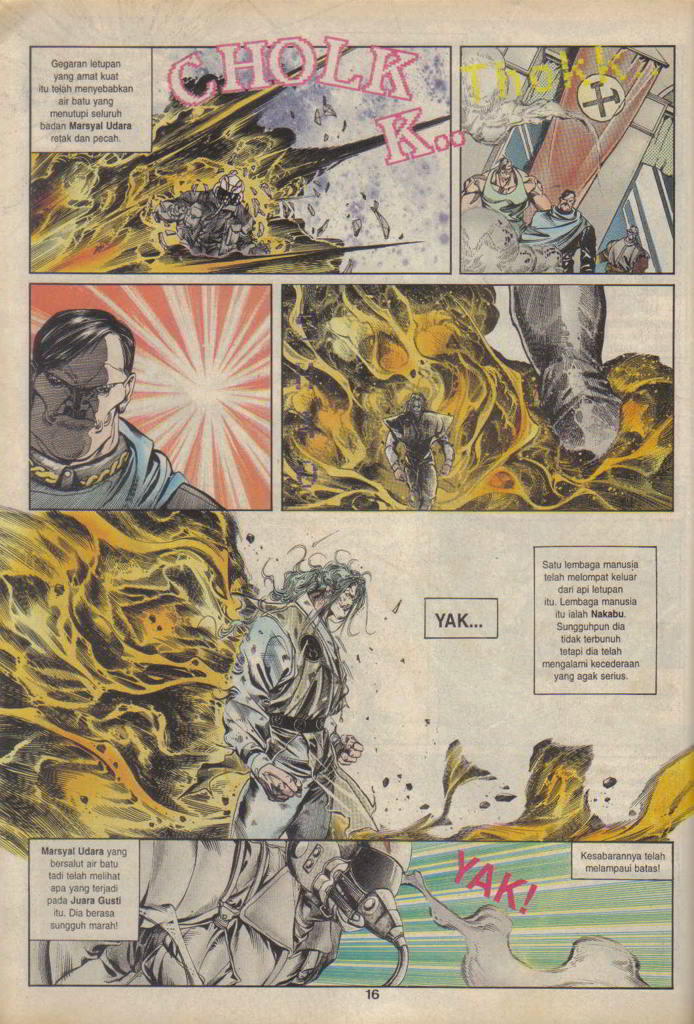 Gegaran letupan
yang amat kuat
itu telah menyebabkan
air batu yang
menutupi seluruh
badan Marsyal Udara
retak dan pecah.
CHOLK
K...
Thokk..
YAK...
Satu lembaga manusia
telah melompat keluar
dari api letupan
itu. Lembaga manusia
itu ialah Nakabu.
Sungguhpun dia
tidak terbunuh
tetapi dia telah
mengalami kecederaan
yang agak serius.
Marsyal Udara yang
bersalut air batu
tadi telah melihat
apa yang terjadi
pada Juara Gusti
itu. Dia berasa
sungguh marah!
YAK!
Kesabarannya telah
melampaui batas!
16